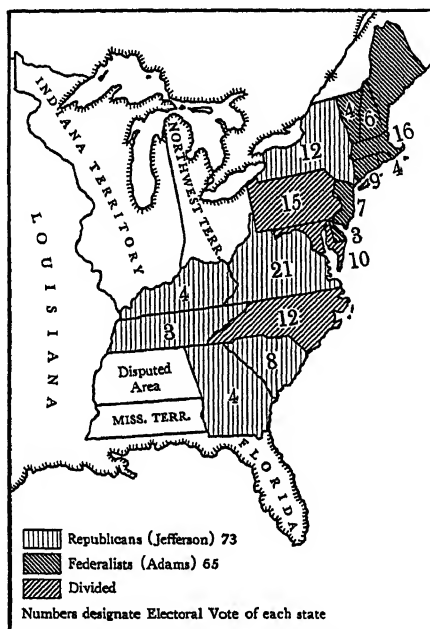 INDIANA TERRITORY
NORTHWEST TERR.
LOUISIANA
4
6
16
12
9
4
15
7
3
10
21
4
12
3
8
Disputed
Area
4
MISS. TERR.
FLORIDA
Republicans (Jefferson) 73
Federalists (Adams) 65
Divided
Numbers designate Electoral Vote of each state